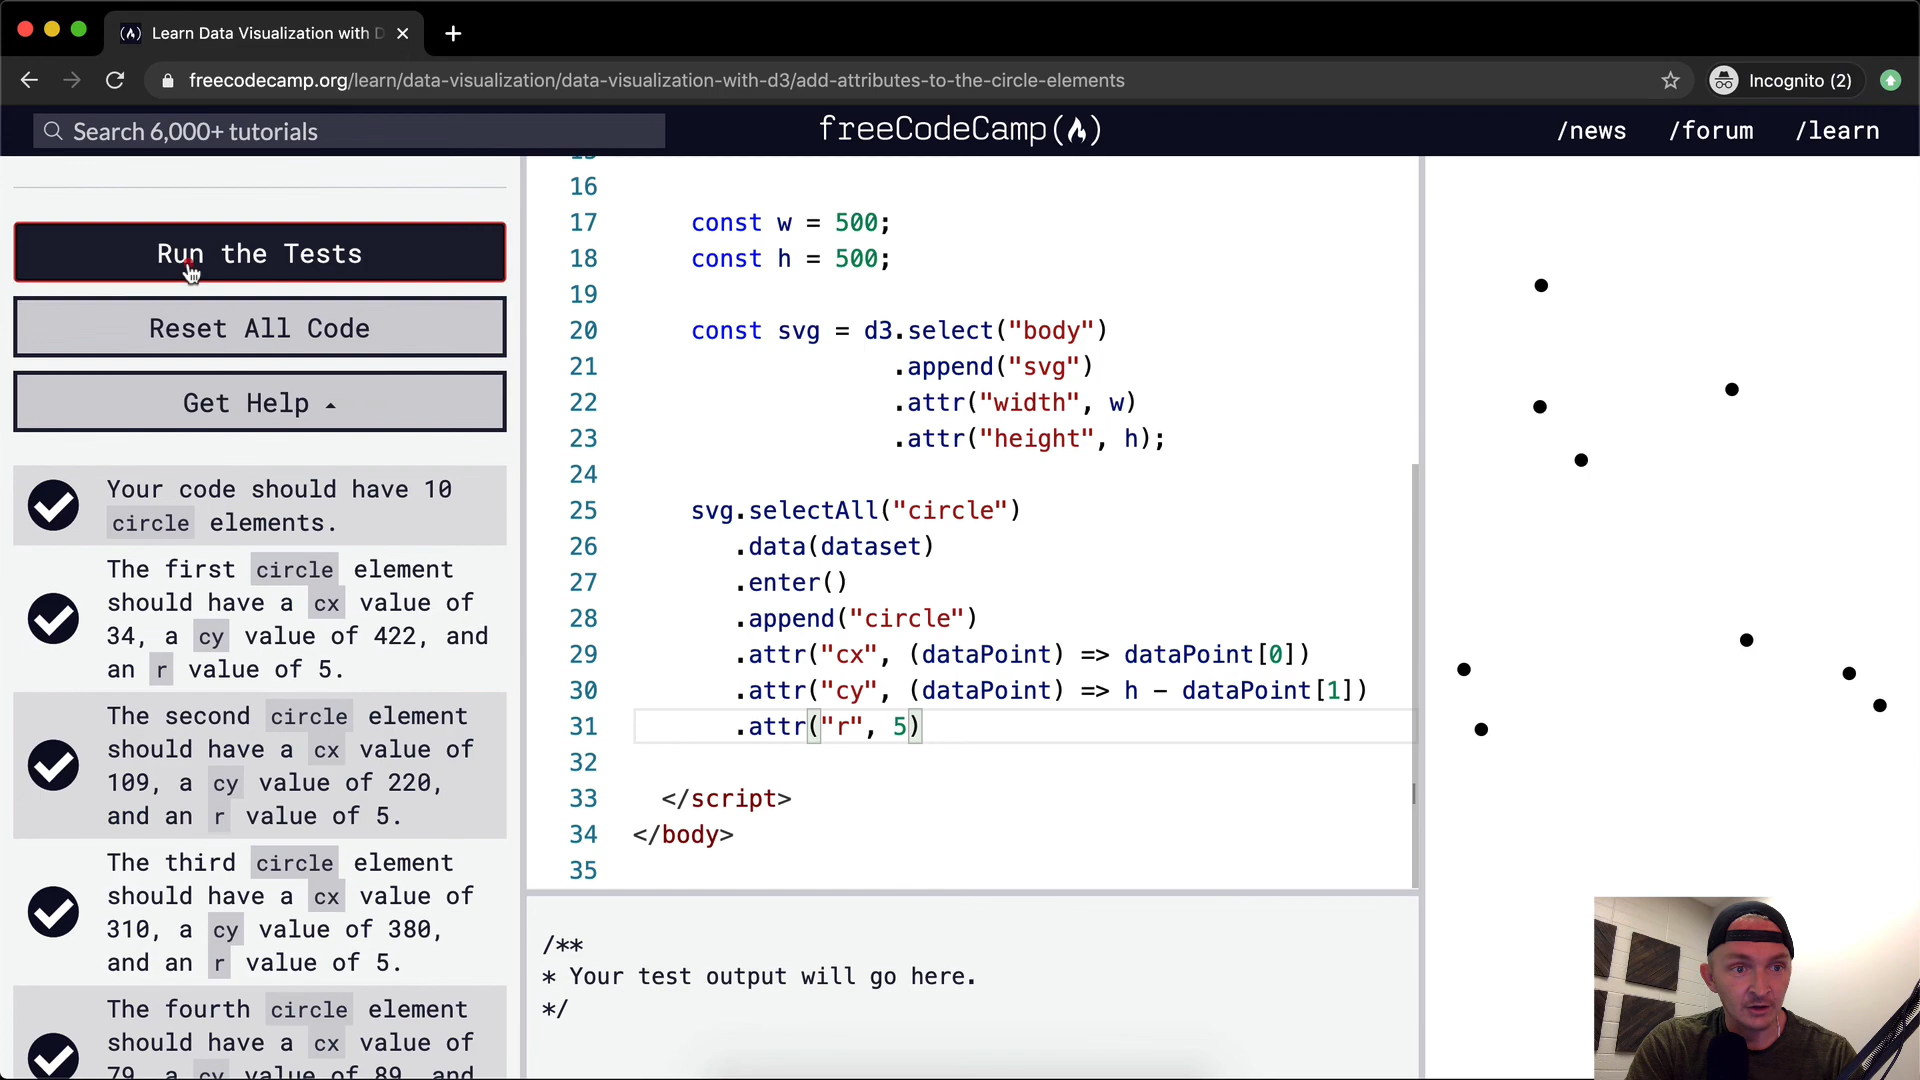 Learn Data Visualization with D
freecodecamp.org/learn/data-visualization/data-visualization-with-d3/add-attributes-to-the-circle-elements
Incognito (2)
Search 6,000+ tutorials
freeCodeCamp(🔥)
/news /forum /learn
Run the Tests
Reset All Code
Get Help
Your code should have 10
circle elements.
The first circle element
should have a cx value of
34, a cy value of 422, and
an r value of 5.
The second circle element
should have a cx value of
109, a cy value of 220,
and an r value of 5.
The third circle element
should have a cx value of
310, a cy value of 380,
and an r value of 5.
The fourth circle element
should have a cx value of
79, a cy value of 89, and
16
17 const w = 500;
18 const h = 500;
19
20 const svg = d3.select("body")
21 .append("svg")
22 .attr("width", w)
23 .attr("height", h);
24
25 svg.selectAll("circle")
26 .data(dataset)
27 .enter()
28 .append("circle")
29 .attr("cx", (dataPoint) => dataPoint[0])
30 .attr("cy", (dataPoint) => h - dataPoint[1])
31 .attr("r", 5)
32
33 </script>
34 </body>
35
/**
* Your test output will go here.
*/